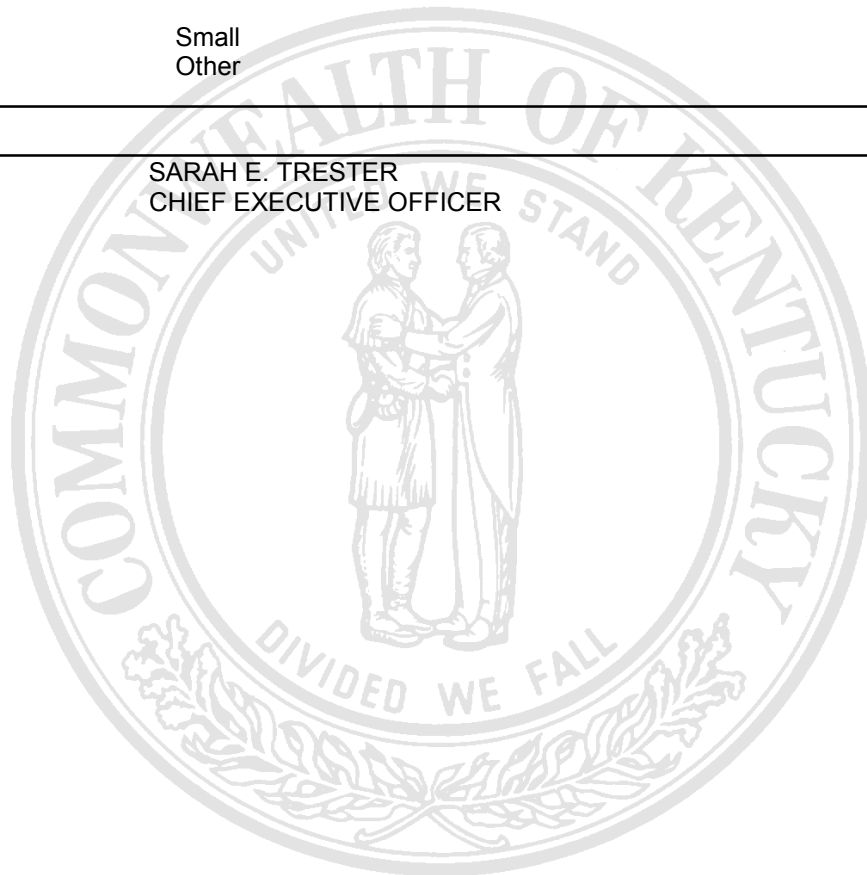 Small
Other
SARAH E. TRESTER
CHIEF EXECUTIVE OFFICER
COMMONWEALTH OF KENTUCKY
UNITED WE STAND
DIVIDED WE FALL